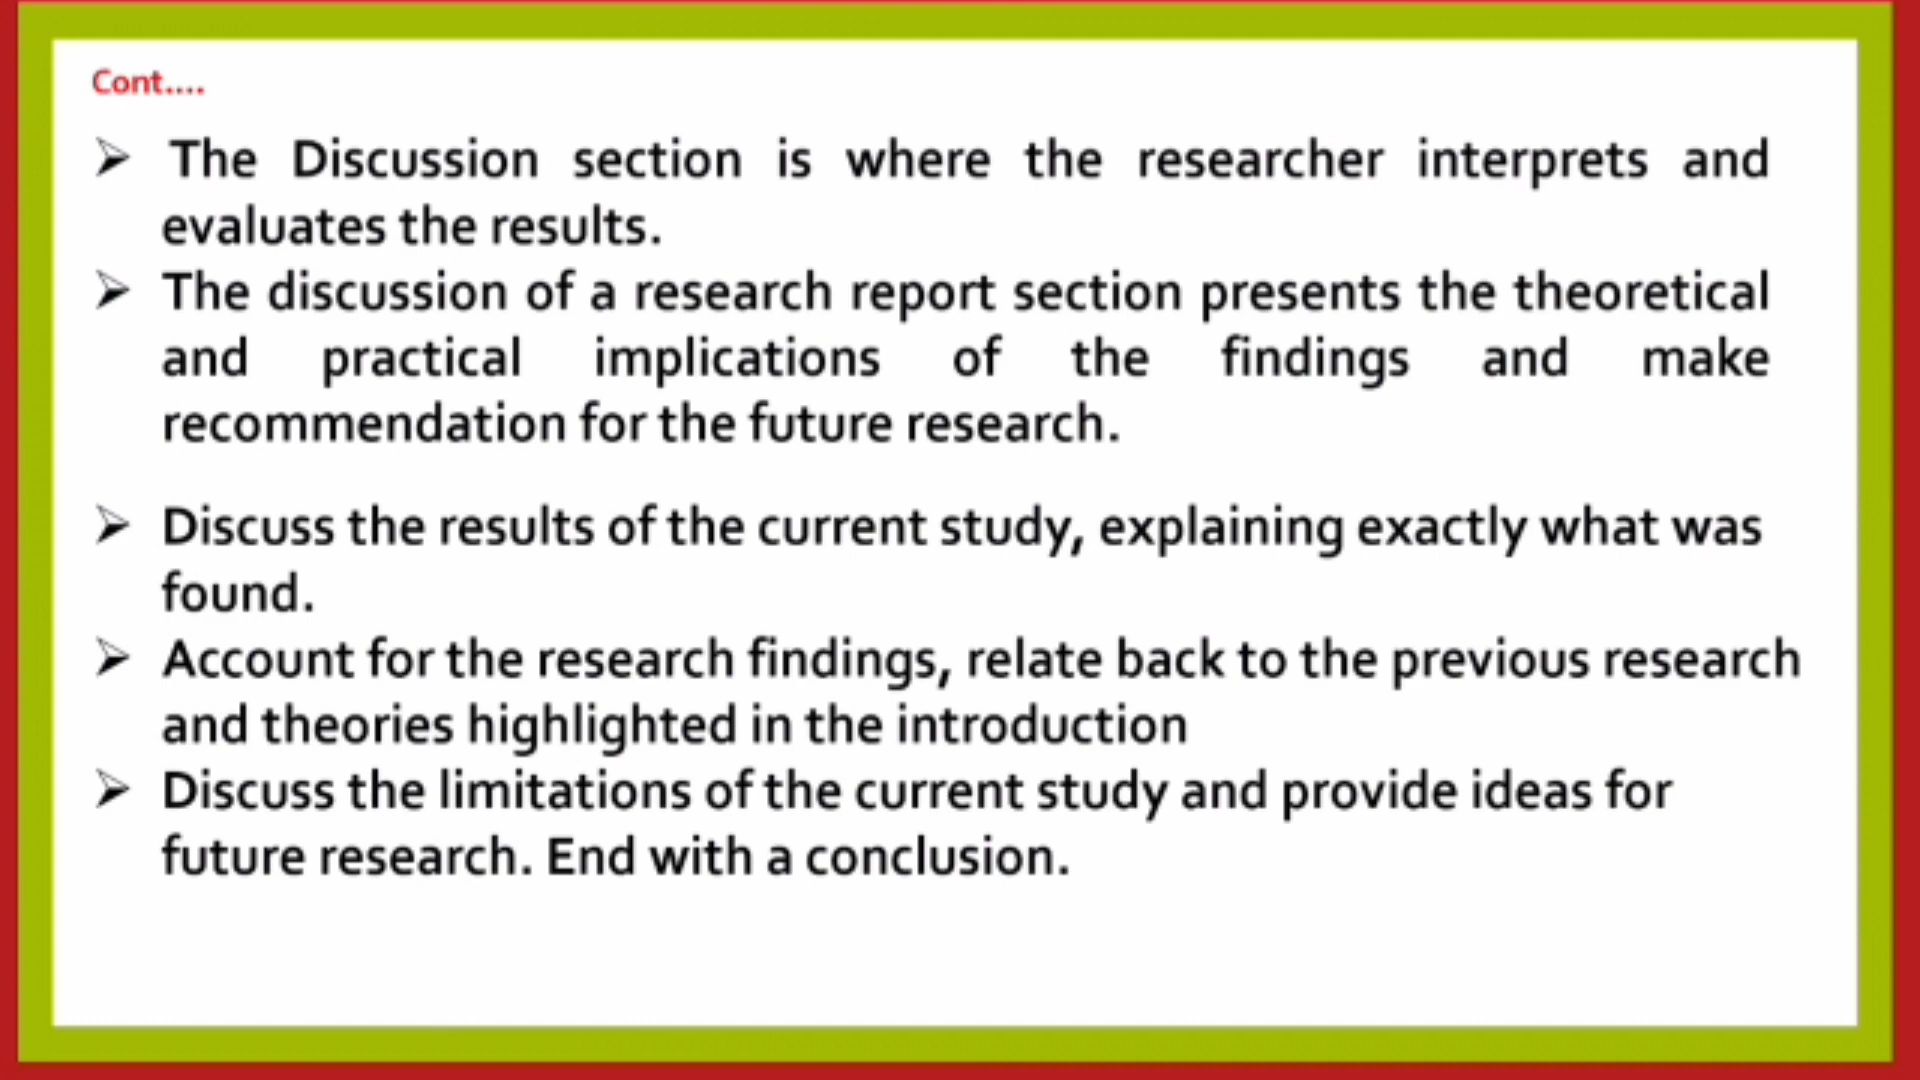 Cont....
➢ The Discussion section is where the researcher interprets and
evaluates the results.
➢ The discussion of a research report section presents the theoretical
and practical implications of the findings and make
recommendation for the future research.
➢ Discuss the results of the current study, explaining exactly what was
found.
➢ Account for the research findings, relate back to the previous research
and theories highlighted in the introduction
➢ Discuss the limitations of the current study and provide ideas for
future research. End with a conclusion.